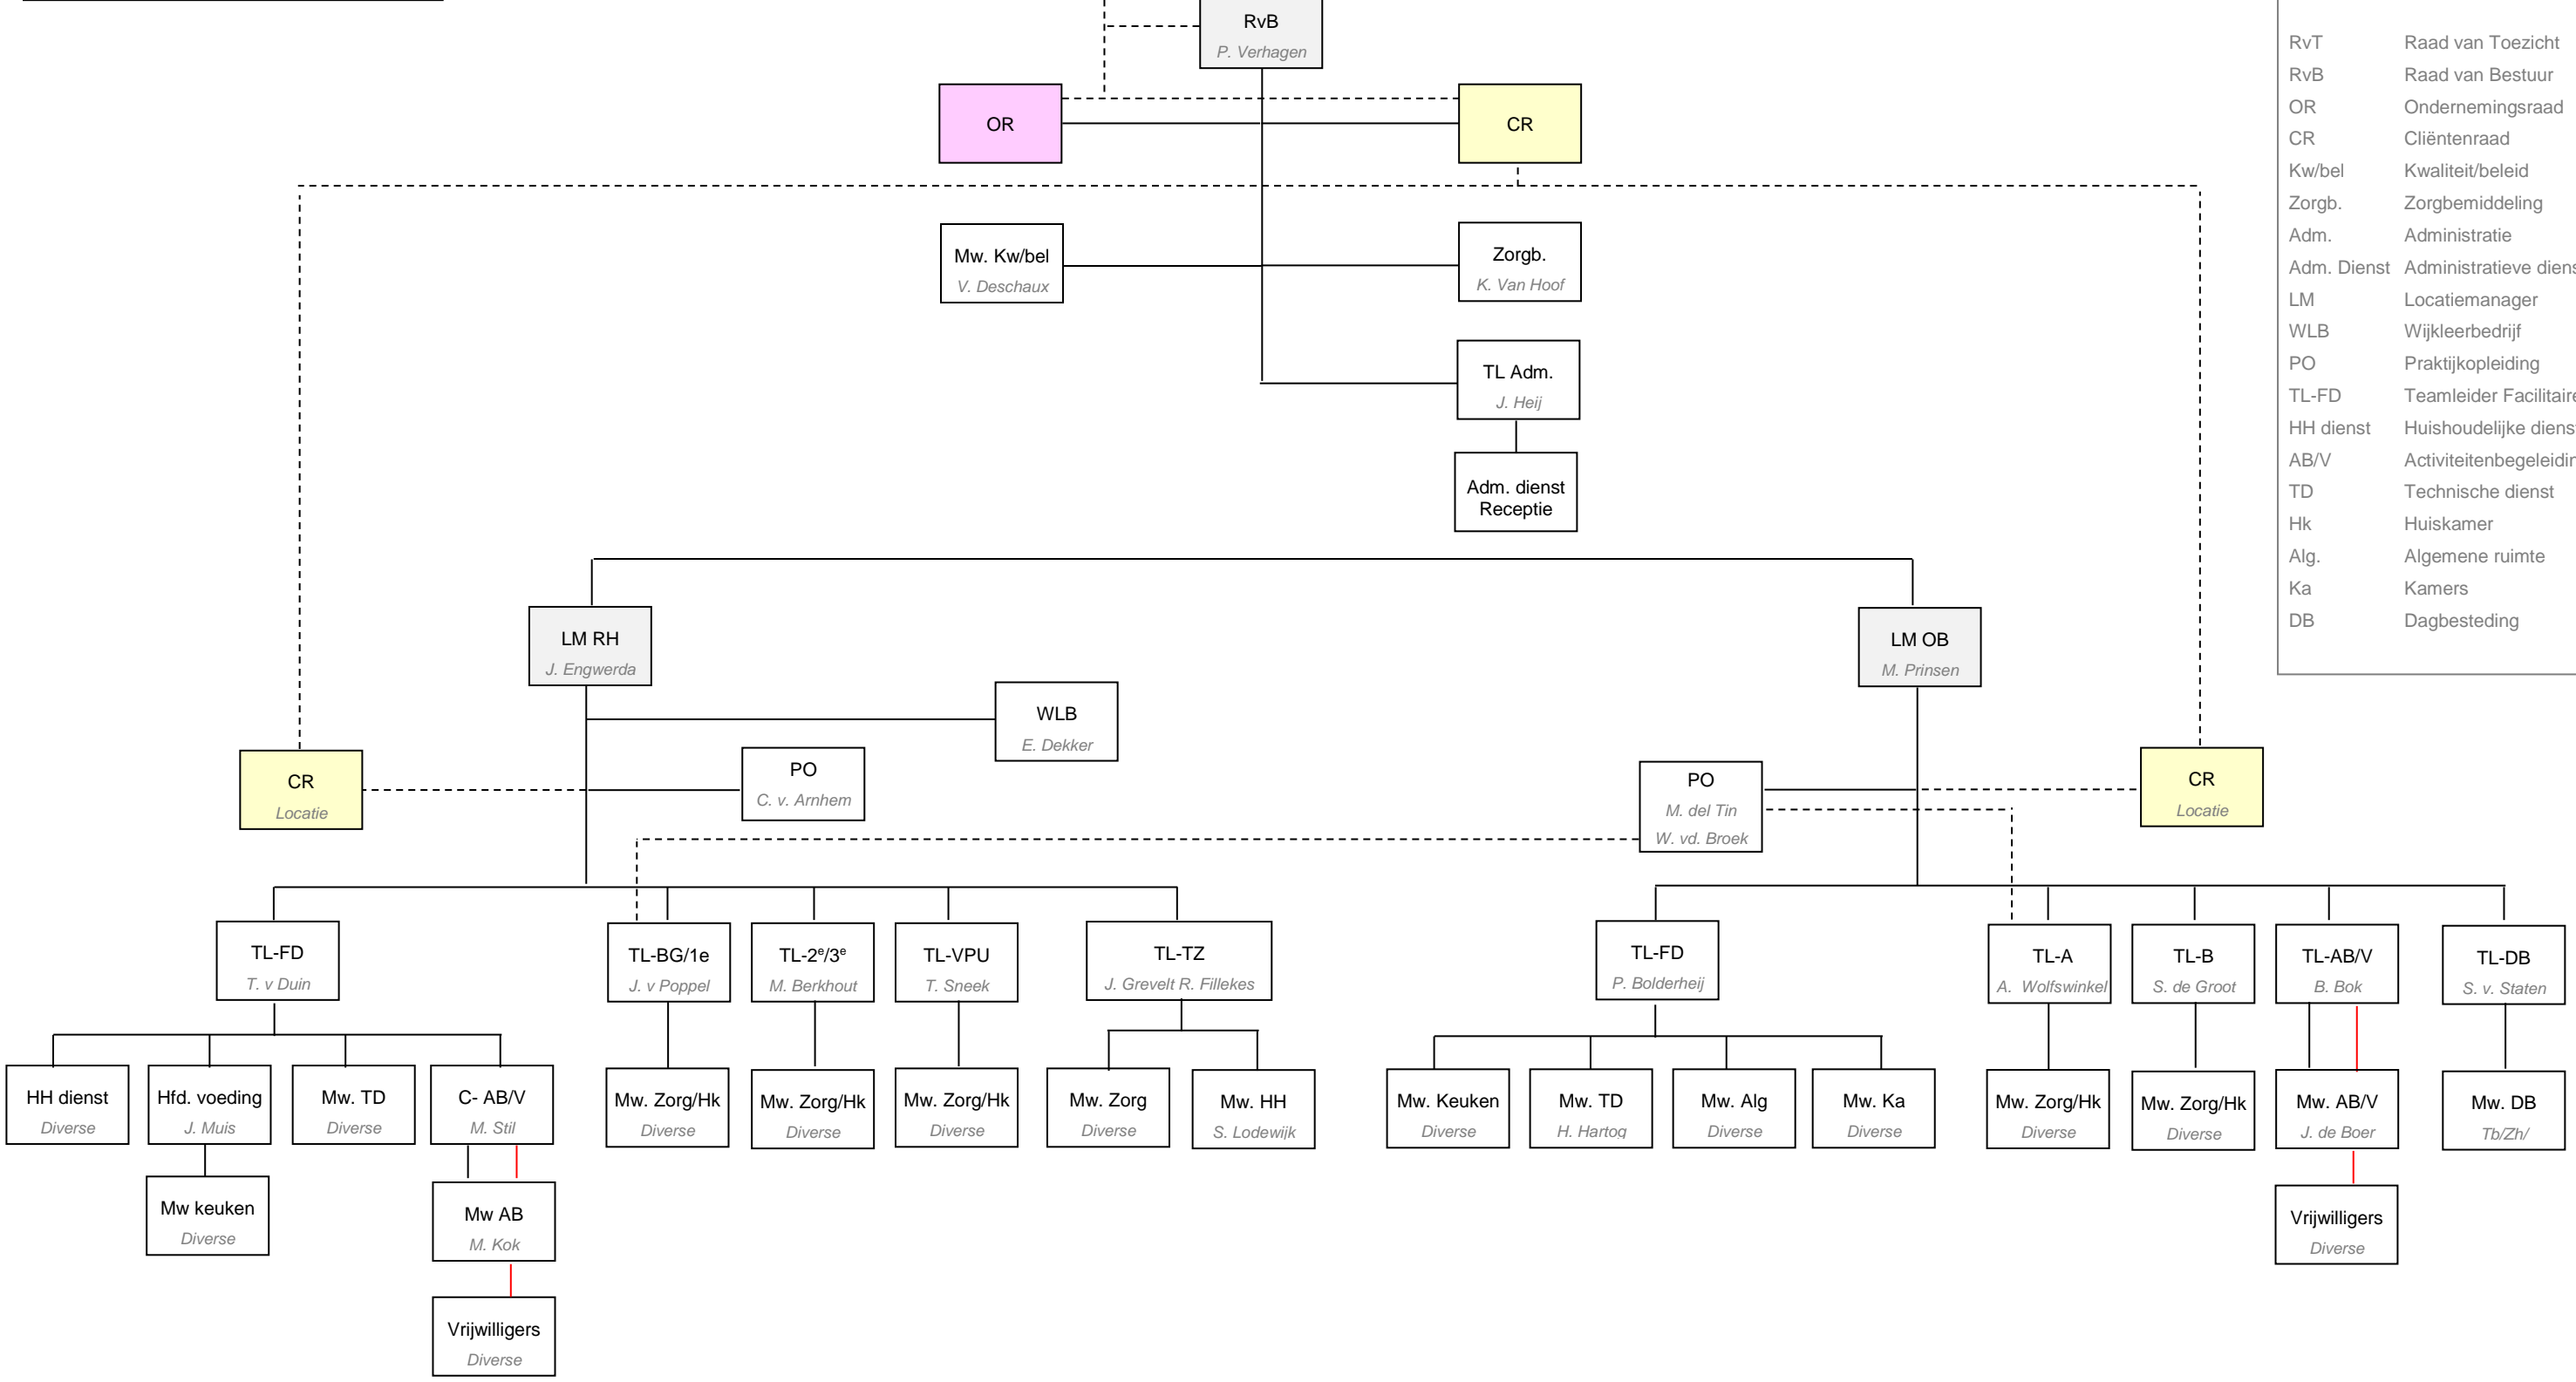 RvB
P. Verhagen
OR
CR
Mw. Kw/bel
V. Deschaux
Zorgb.
K. Van Hoof
TL Adm.
J. Heij
Adm. dienst
Receptie
LM RH
J. Engwerda
LM OB
M. Prinsen
WLB
E. Dekker
CR
Locatie
PO
C. v. Arnhem
PO
M. del Tin
W. vd. Broek
CR
Locatie
TL-FD
T. v Duin
TL-BG/1e
J. v Poppel
TL-2ᵉ/3ᵉ
M. Berkhout
TL-VPU
T. Sneek
TL-TZ
J. Grevelt R. Fillekes
TL-FD
P. Bolderheij
TL-A
A. Wolfswinkel
TL-B
S. de Groot
TL-AB/V
B. Bok
TL-DB
S. v. Staten
HH dienst
Diverse
Hfd. voeding
J. Muis
Mw. TD
Diverse
C- AB/V
M. Stil
Mw. Zorg/Hk
Diverse
Mw. Zorg/Hk
Diverse
Mw. Zorg/Hk
Diverse
Mw. Zorg
Diverse
Mw. HH
S. Lodewijk
Mw. Keuken
Diverse
Mw. TD
H. Hartog
Mw. Alg
Diverse
Mw. Ka
Diverse
Mw. Zorg/Hk
Diverse
Mw. Zorg/Hk
Diverse
Mw. AB/V
J. de Boer
Mw. DB
Tb/Zh/
Mw keuken
Diverse
Mw AB
M. Kok
Vrijwilligers
Diverse
Vrijwilligers
Diverse
RvT Raad van Toezicht
RvB Raad van Bestuur
OR Ondernemingsraad
CR Cliëntenraad
Kw/bel Kwaliteit/beleid
Zorgb. Zorgbemiddeling
Adm. Administratie
Adm. Dienst Administratieve diens
LM Locatiemanager
WLB Wijkleerbedrijf
PO Praktijkopleiding
TL-FD Teamleider Facilitaire
HH dienst Huishoudelijke diens
AB/V Activiteitenbegeleidin
TD Technische dienst
Hk Huiskamer
Alg. Algemene ruimte
Ka Kamers
DB Dagbesteding